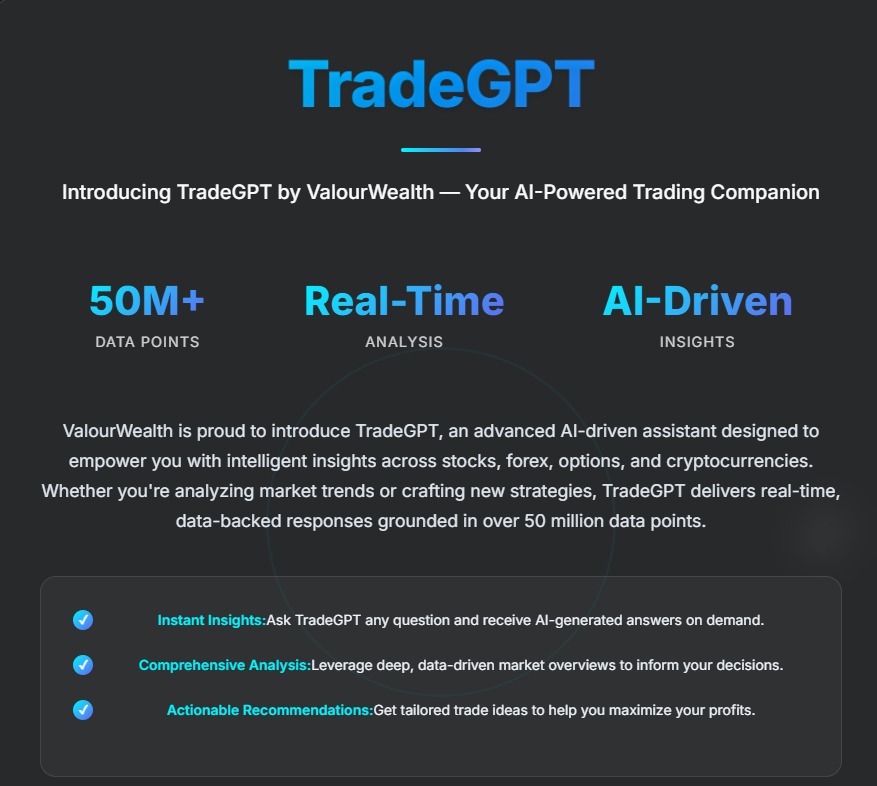 TradeGPT
Introducing TradeGPT by ValourWealth — Your AI-Powered Trading Companion
50M+ Real-Time AI-Driven
DATA POINTS ANALYSIS INSIGHTS
ValourWealth is proud to introduce TradeGPT, an advanced AI-driven assistant designed to
empower you with intelligent insights across stocks, forex, options, and cryptocurrencies.
Whether you're analyzing market trends or crafting new strategies, TradeGPT delivers real-time,
data-backed responses grounded in over 50 million data points.
Instant Insights:Ask TradeGPT any question and receive AI-generated answers on demand.
Comprehensive Analysis:Leverage deep, data-driven market overviews to inform your decisions.
Actionable Recommendations:Get tailored trade ideas to help you maximize your profits.